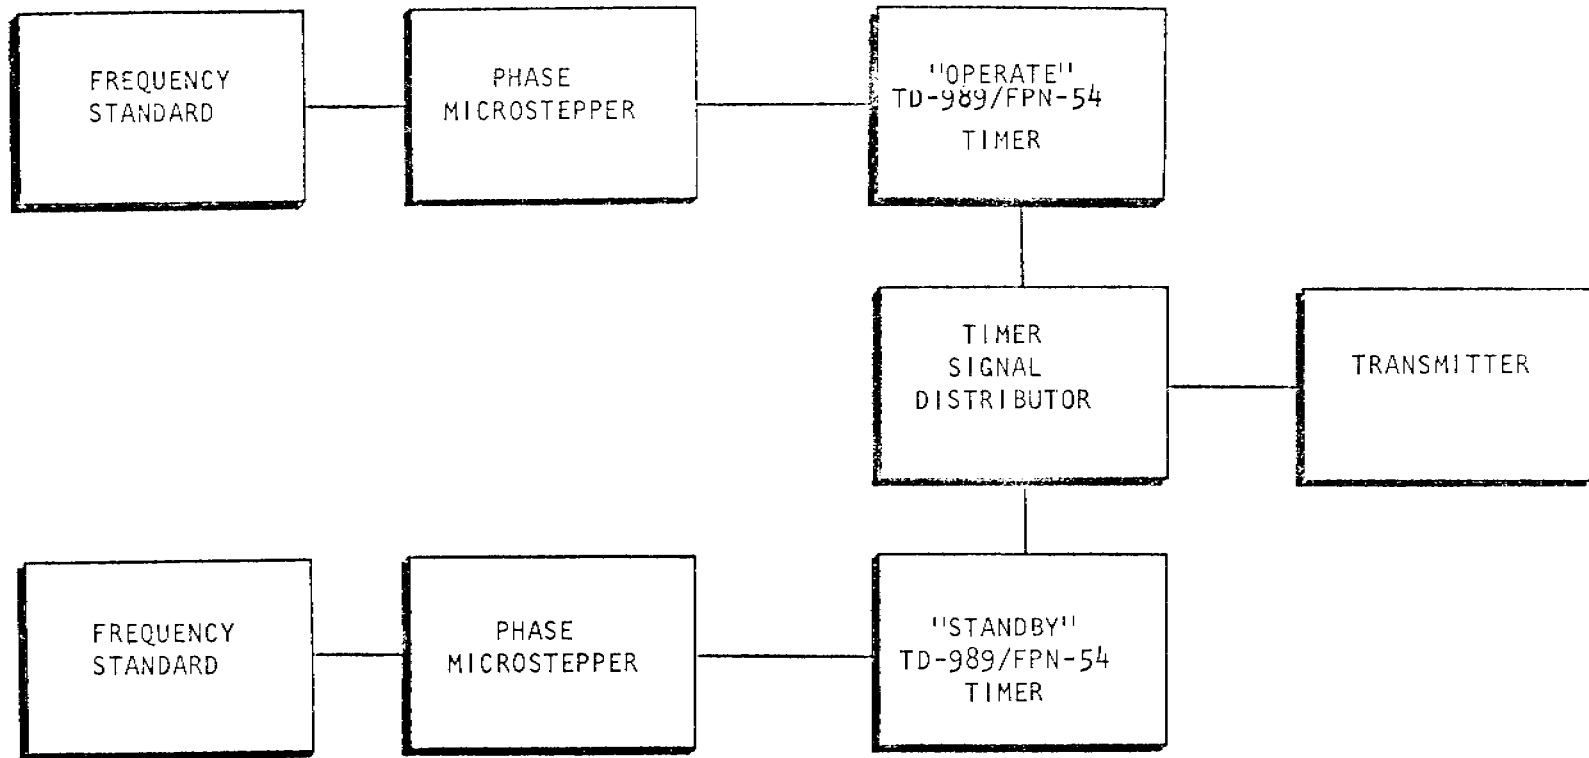 FREQUENCY
STANDARD
PHASE
MICROSTEPPER
"OPERATE"
TD-989/FPN-54
TIMER
TIMER
SIGNAL
DISTRIBUTOR
TRANSMITTER
FREQUENCY
STANDARD
PHASE
MICROSTEPPER
"STANDBY"
TD-989/FPN-54
TIMER